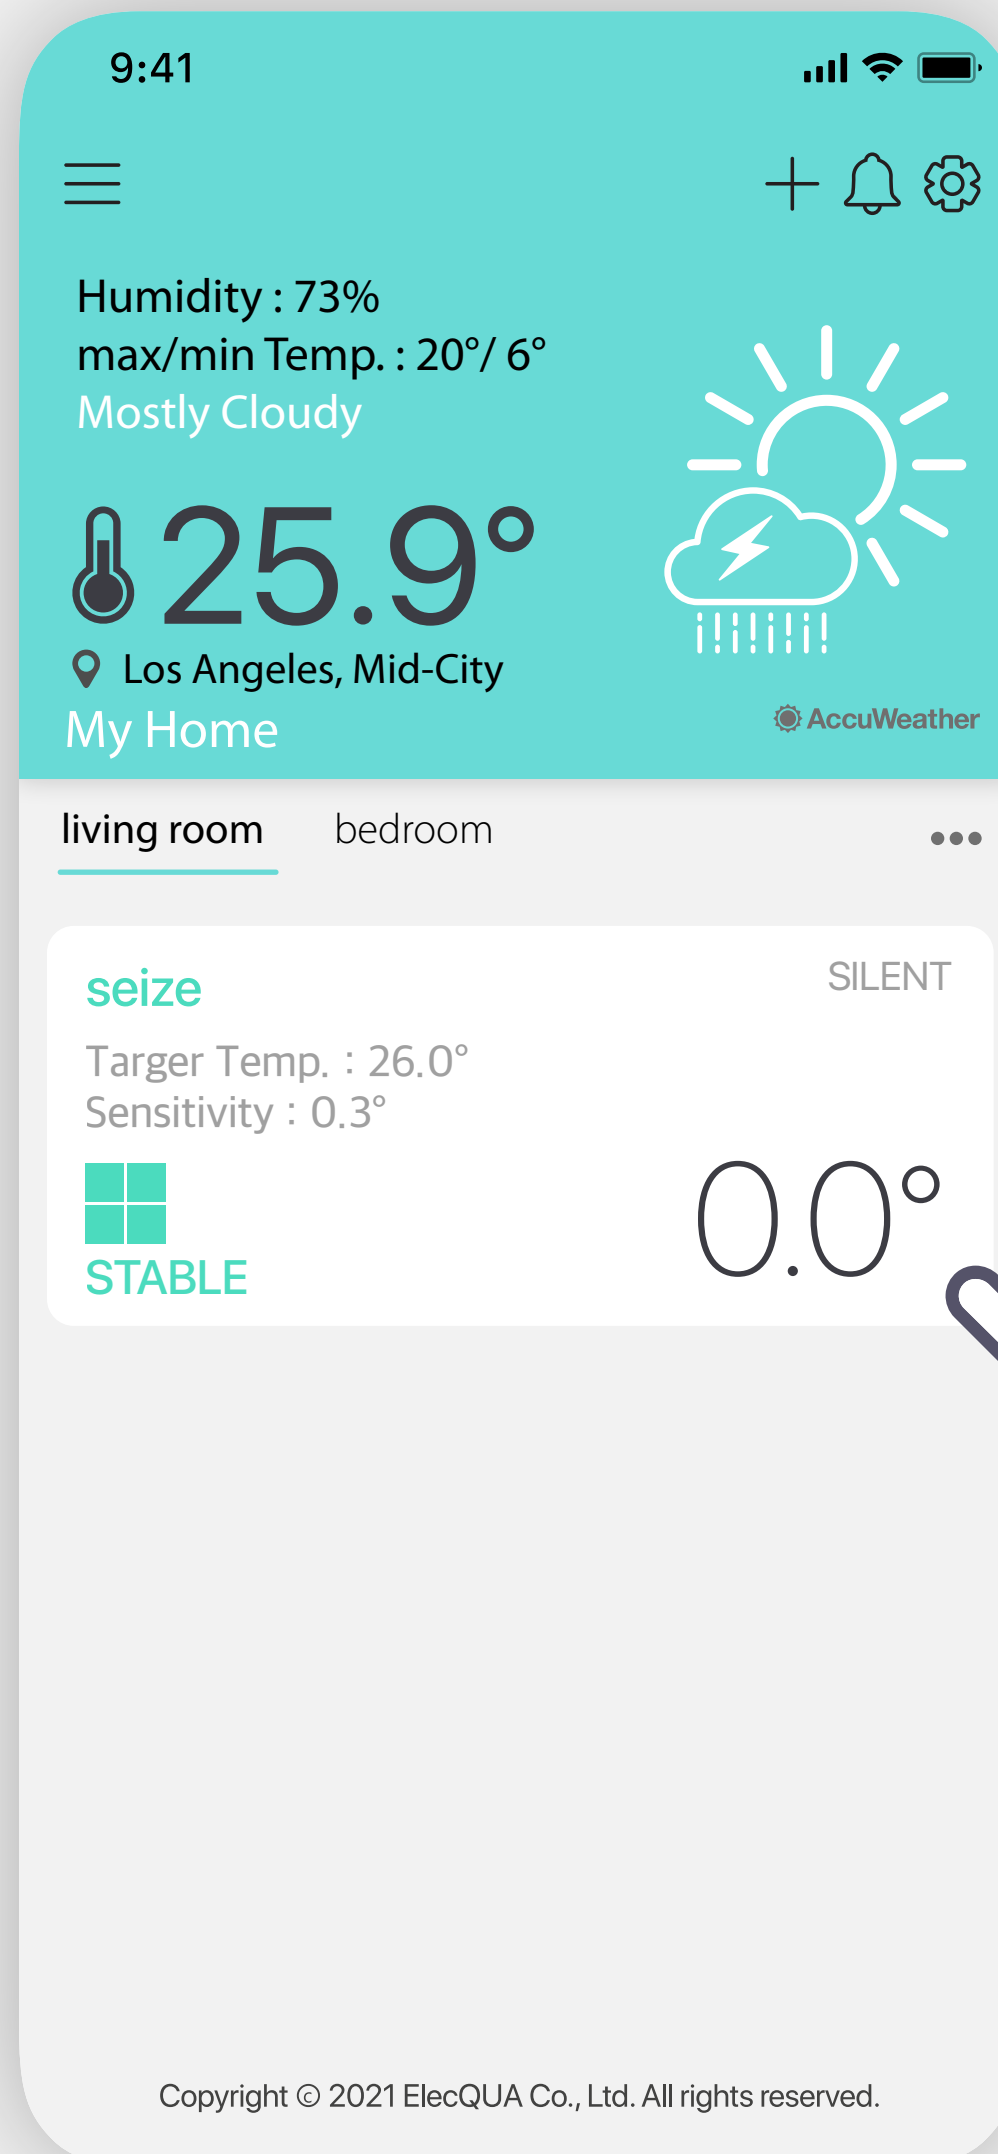 9:41
Humidity : 73%
max/min Temp. : 20°/ 6°
Mostly Cloudy
25.9°
Los Angeles, Mid-City
My Home
AccuWeather
living room
bedroom
seize
SILENT
Targer Temp. : 26.0°
Sensitivity : 0.3°
0.0°
STABLE
Copyright © 2021 ElecQUA Co., Ltd. All rights reserved.